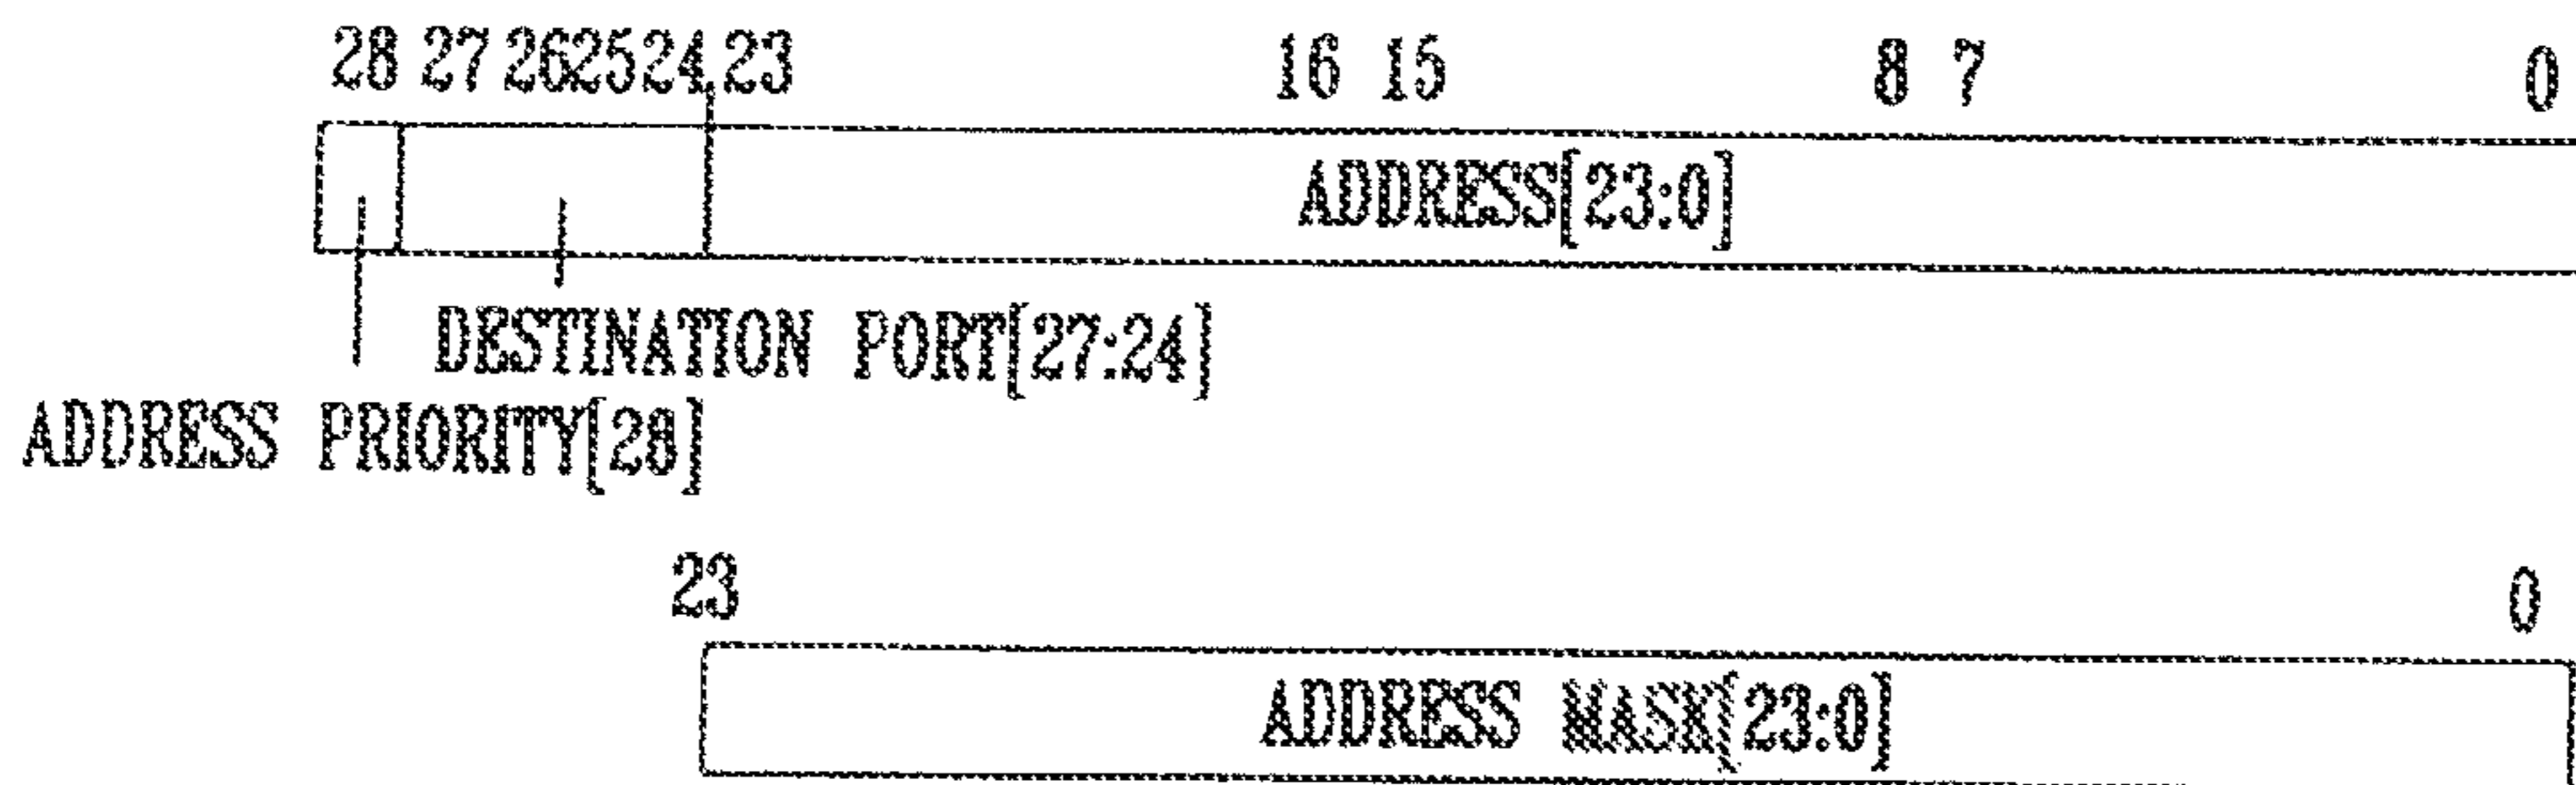 28 27 26 25 24 23 16 15 8 7 0
ADDRESS[23:0]
DESTINATION PORT[27:24]
ADDRESS PRIORITY[28]
23 0
ADDRESS MASK[23:0]